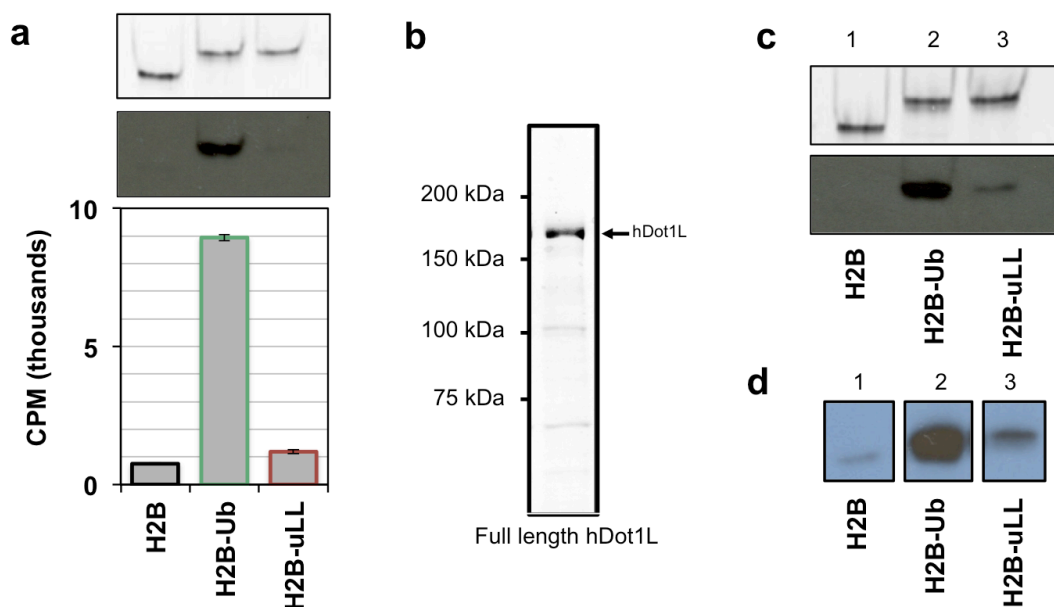 a
10
5
0
CPM (thousands)
H2B
H2B-Ub
H2B-uLL
b
200 kDa
150 kDa
100 kDa
75 kDa
hDot1L
Full length hDot1L
c
1 2 3
H2B
H2B-Ub
H2B-uLL
d
1 2 3
H2B
H2B-Ub
H2B-uLL